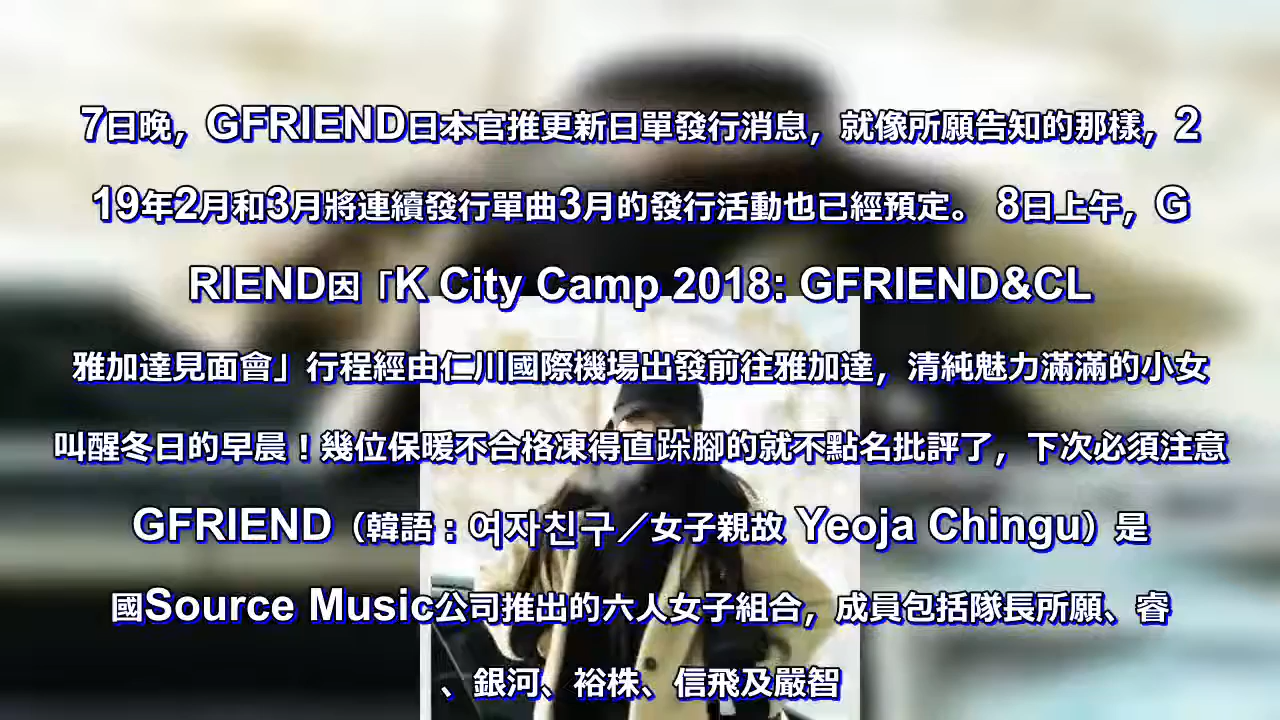 7日晚，GFRIEND日本官推更新日單發行消息，就像所願告知的那樣，2
19年2月和3月將連續發行單曲3月的發行活動也已經預定。 8日上午，G
RIEND因「K City Camp 2018: GFRIEND&CL
雅加達見面會」行程經由仁川國際機場出發前往雅加達，清純魅力滿滿的小女
叫醒冬日的早晨！幾位保暖不合格凍得直跺腳的就不點名批評了，下次必須注意
GFRIEND（韓語：여자친구／女子親故 Yeoja Chingu）是
國Source Music公司推出的六人女子組合，成員包括隊長所願、睿
、銀河、裕株、信飛及嚴智